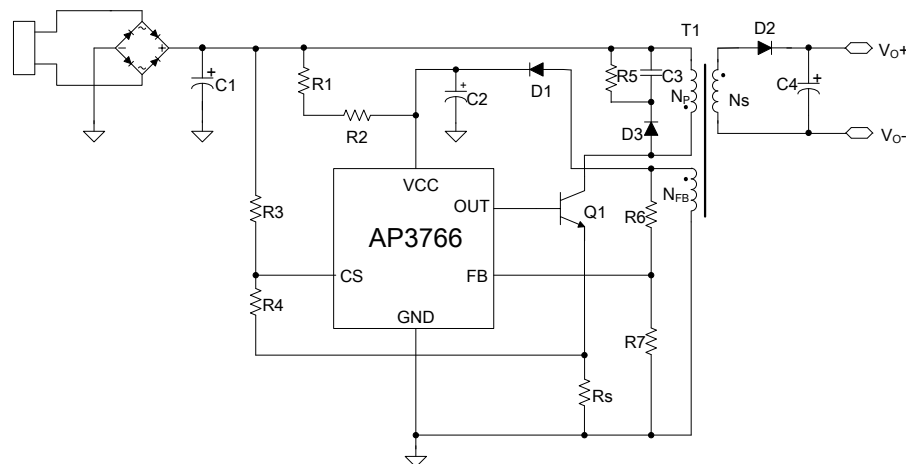 T1
D2
VO+
C1
R1
C2
D1
R5
C3
NP
Ns
C4
R2
D3
VO-
VCC
OUT
Q1
NFB
R3
R6
AP3766
CS
FB
R4
GND
R7
Rs